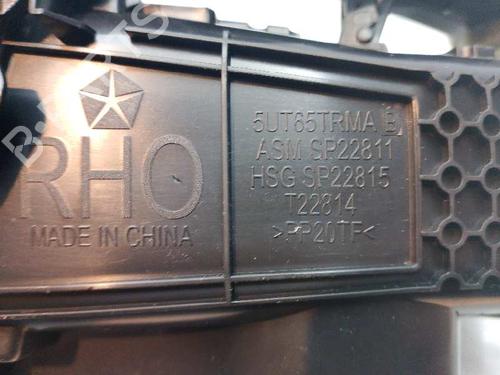 RHO
MADE IN CHINA
5UT65TRMA B
ASM SP22811
HSG SP22815
T22814
>PP20TF<